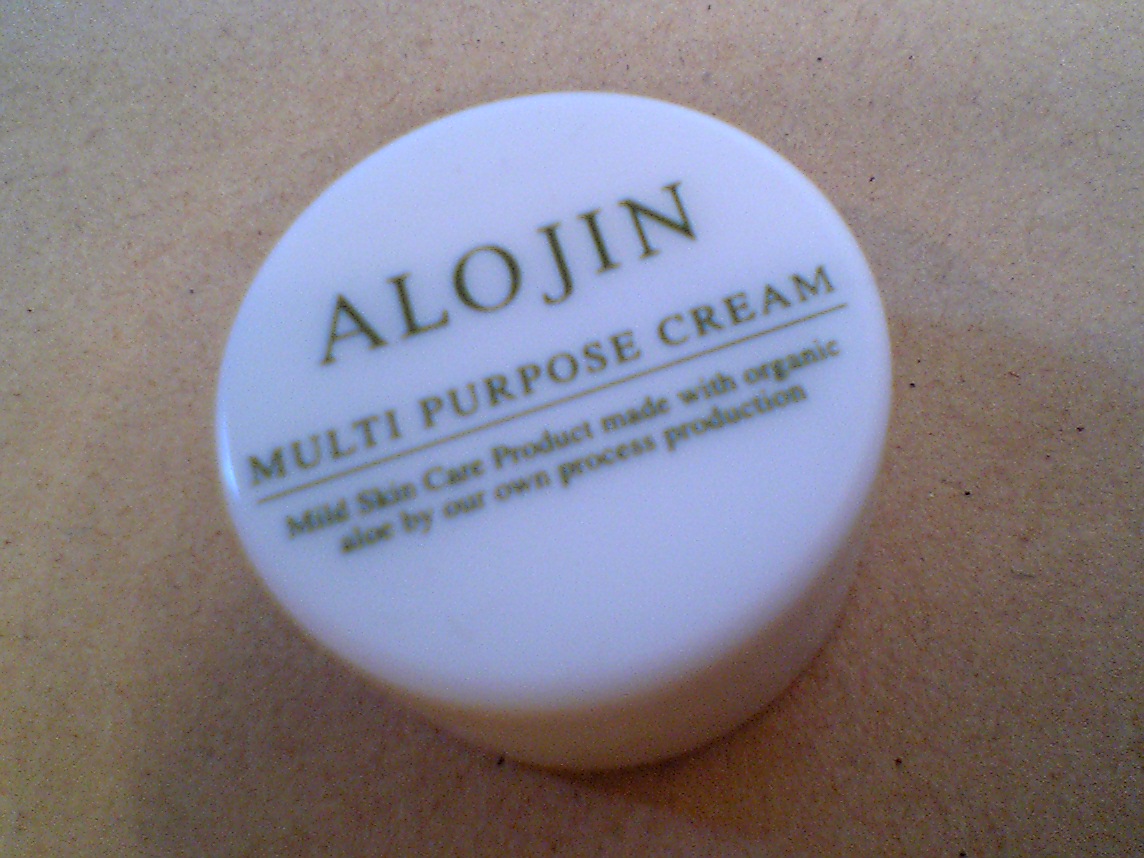 ALOJIN
MULTI PURPOSE CREAM
Mild Skin Care Product made with organic
aloe by our own process production